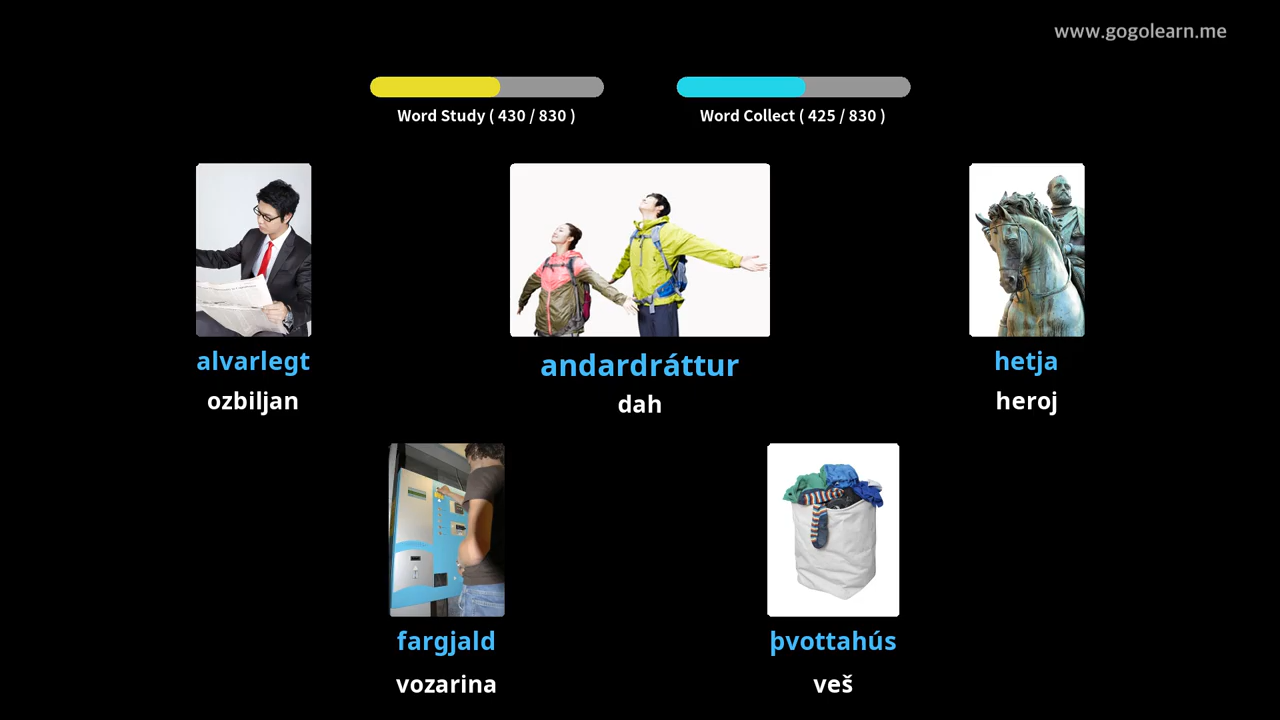 www.gogolearn.me
Word Study ( 430 / 830 )
Word Collect ( 425 / 830 )
alvarlegt
ozbiljan
andardráttur
dah
hetja
heroj
fargjald
vozarina
þvottahús
veš